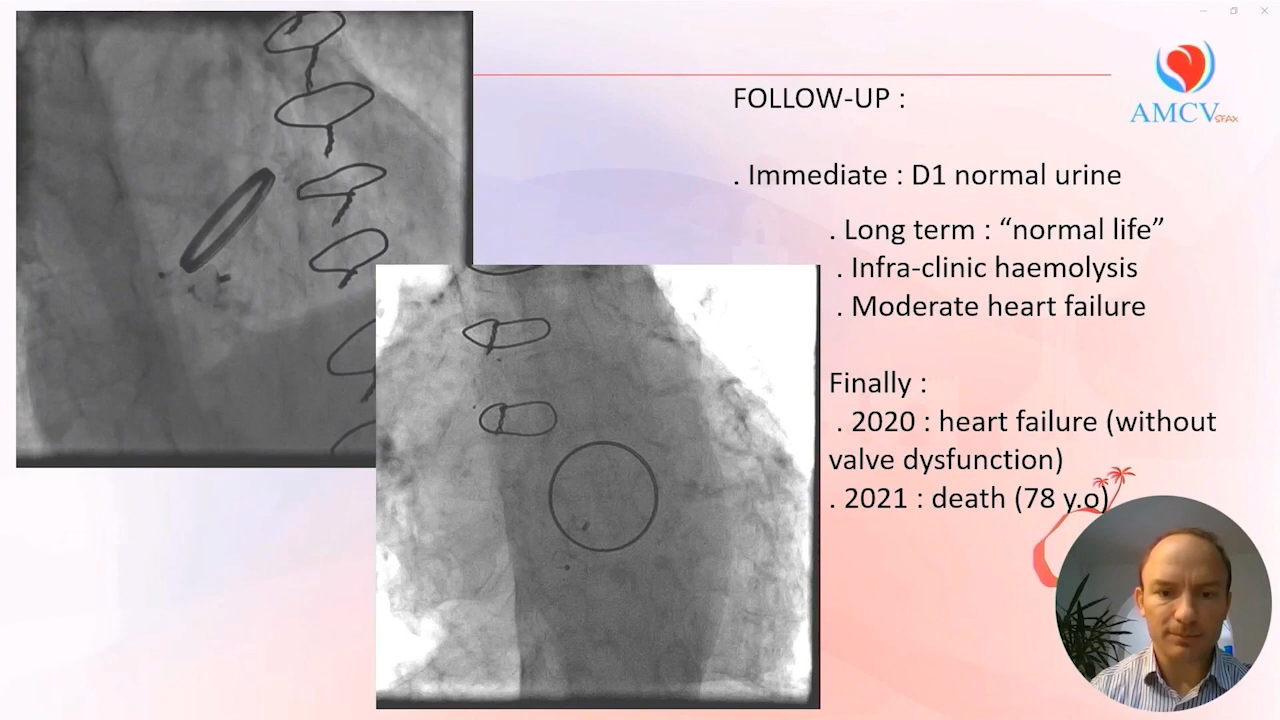 AMCV SFAX
FOLLOW-UP :
. Immediate : D1 normal urine
. Long term : “normal life”
. Infra-clinic haemolysis
. Moderate heart failure
Finally :
. 2020 : heart failure (without
valve dysfunction)
. 2021 : death (78 y.o)